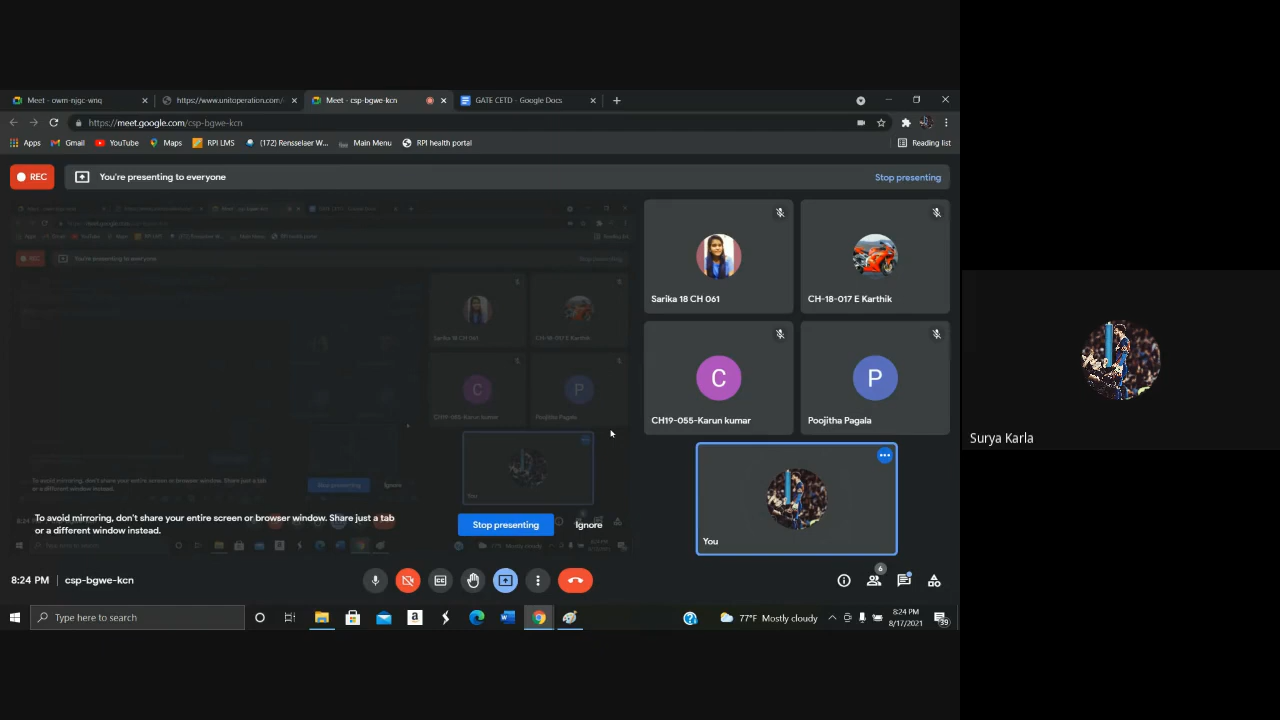 Meet - owm-njgc-wnq
https://www.unitoperation.com/
Meet - csp-bgwe-kcn
GATE CETD - Google Docs
https://meet.google.com/csp-bgwe-kcn
Apps
Gmail
YouTube
Maps
RPI LMS
(172) Rensselaer W...
Main Menu
RPI health portal
Reading list
REC
You're presenting to everyone
Stop presenting
Sarika 18 CH 061
CH-18-017 E Karthik
C
P
CH19-055-Karun kumar
Poojitha Pagala
You
To avoid mirroring, don't share your entire screen or browser window. Share just a tab
or a different window instead.
Stop presenting
Ignore
8:24 PM
csp-bgwe-kcn
6
Type here to search
77°F Mostly cloudy
8:24 PM
8/17/2021
39
Surya Karla